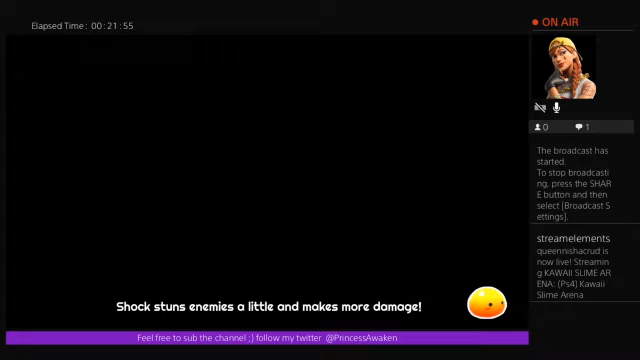 Elapsed Time : 00 : 21 : 55
ON AIR
0
1
The broadcast has
started.
To stop broadcasti
ng, press the SHAR
E button and then
select [Broadcast S
ettings].
streamelements
queennishacrud is
now live! Streamin
g KAWAII SLIME AR
ENA: (Ps4) Kawaii
Slime Arena
Shock stuns enemies a little and makes more damage!
Feel free to sub the channel ;) follow my twitter @PrincessAwaken